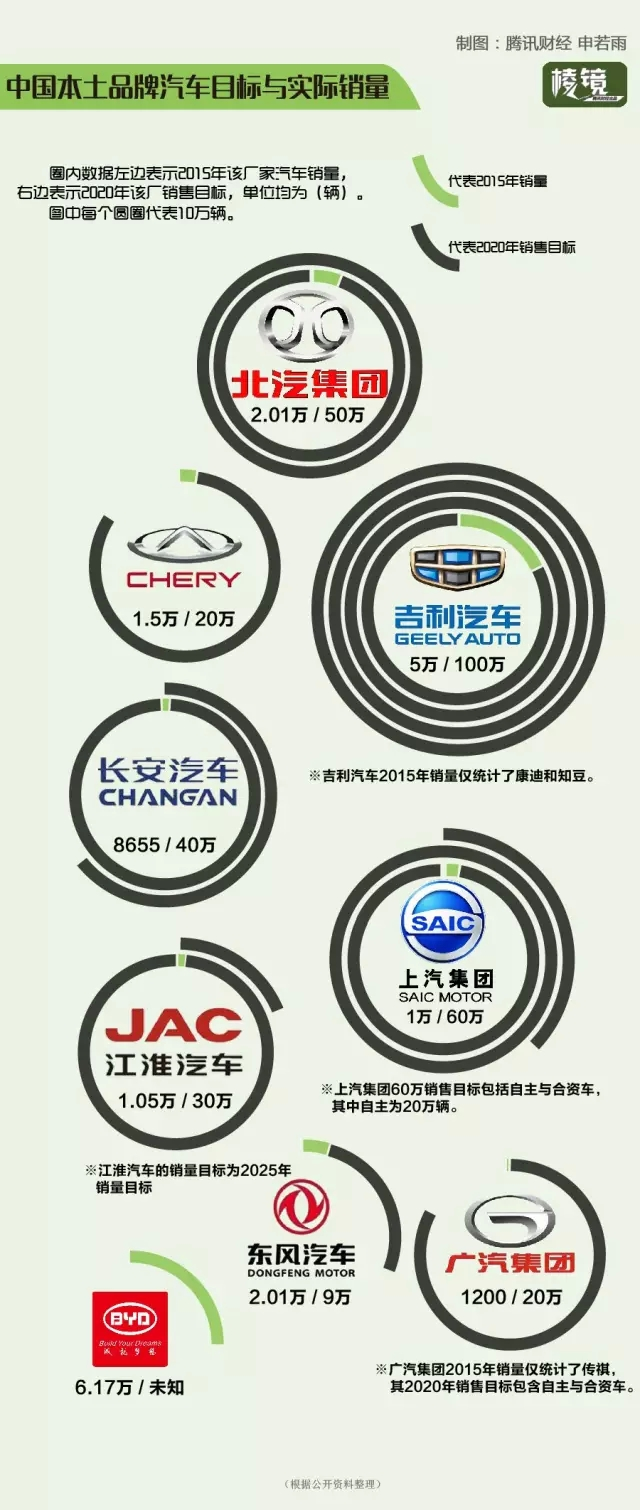 制图：腾讯财经 申若雨
中国本土品牌汽车目标与实际销量
棱镜
圈内数据左边表示2015年该厂家汽车销量，
右边表示2020年该厂销售目标，单位均为（辆）。
图中每个圆圈代表10万辆。
代表2015年销量
代表2020年销售目标
北汽集团
2.01万 / 50万
CHERY
1.5万 / 20万
吉利汽车
GEELY AUTO
5万 / 100万
※吉利汽车2015年销量仅统计了康迪和知豆。
长安汽车
CHANGAN
8655 / 40万
SAIC
上汽集团
SAIC MOTOR
1万 / 60万
※上汽集团60万销售目标包括自主与合资车，
其中自主为20万辆。
JAC
江淮汽车
1.05万 / 30万
※江淮汽车的销量目标为2025年
销量目标
东风汽车
DONGFENG MOTOR
2.01万 / 9万
广汽集团
1200 / 20万
※广汽集团2015年销量仅统计了传祺，
其2020年销售目标包含自主与合资车。
BYD
Build Your Dreams
成就梦想
6.17万 / 未知
（根据公开资料整理）